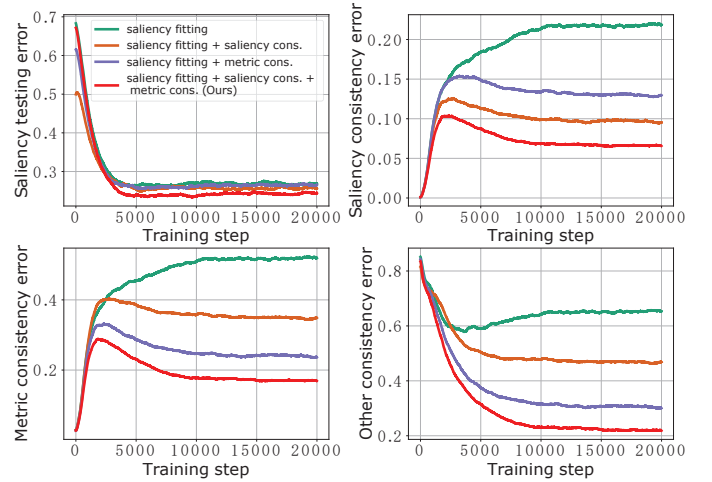 Saliency testing error
0.7
0.6
0.5
0.4
0.3
saliency fitting
saliency fitting + saliency cons.
saliency fitting + metric cons.
saliency fitting + saliency cons. +
metric cons. (Ours)
0 5000 10000 15000 20000
Training step
Saliency consistency error
0.20
0.15
0.10
0.05
0.00
0 5000 10000 15000 20000
Training step
Metric consistency error
0.4
0.2
0 5000 10000 15000 20000
Training step
Other consistency error
0.8
0.6
0.4
0.2
0 5000 10000 15000 20000
Training step